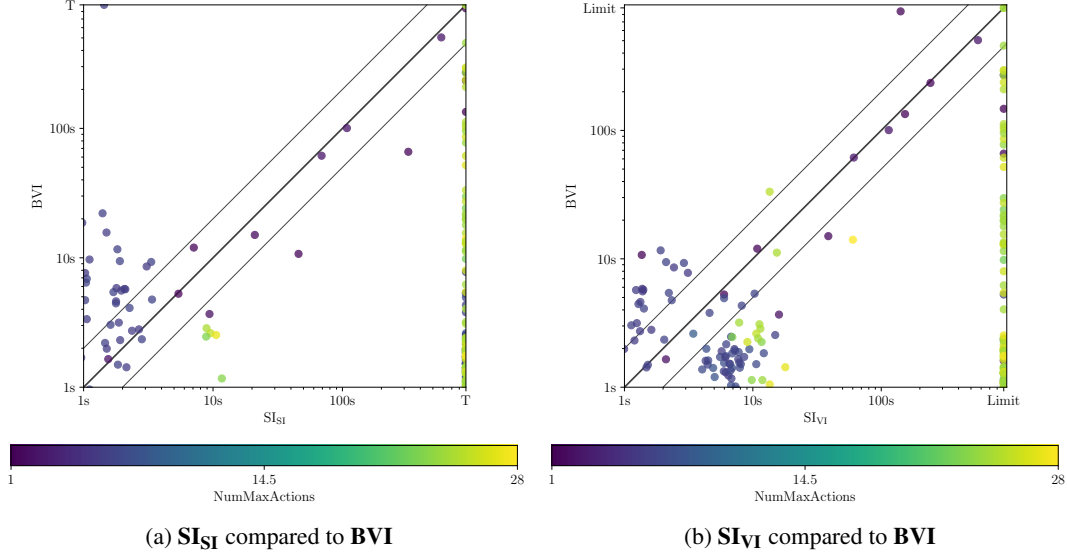 T
100s
10s
1s
BVI
1s
10s
100s
T
SI_SI
1
14.5
28
NumMaxActions
(a) SI_SI compared to BVI
Limit
100s
10s
1s
BVI
1s
10s
100s
Limit
SI_VI
1
14.5
28
NumMaxActions
(b) SI_VI compared to BVI